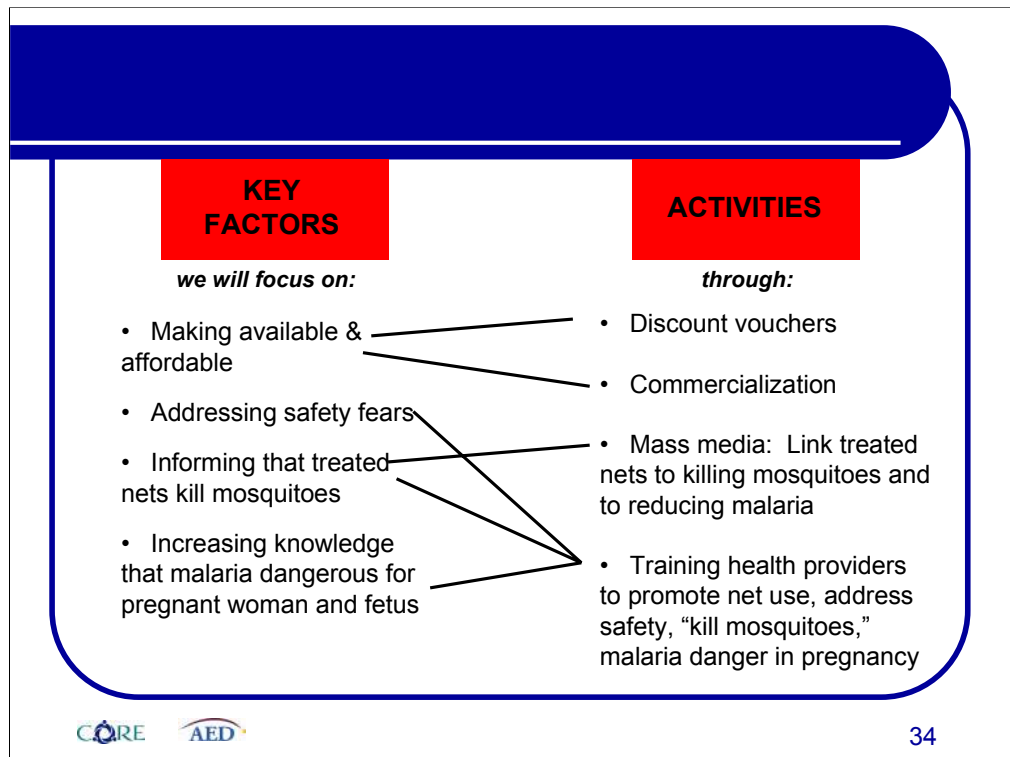 KEY
FACTORS
we will focus on:
• Making available &
affordable
• Addressing safety fears
• Informing that treated
nets kill mosquitoes
• Increasing knowledge
that malaria dangerous for
pregnant woman and fetus
ACTIVITIES
through:
• Discount vouchers
• Commercialization
• Mass media: Link treated
nets to killing mosquitoes and
to reducing malaria
• Training health providers
to promote net use, address
safety, “kill mosquitoes,”
malaria danger in pregnancy
CORE
AED
34